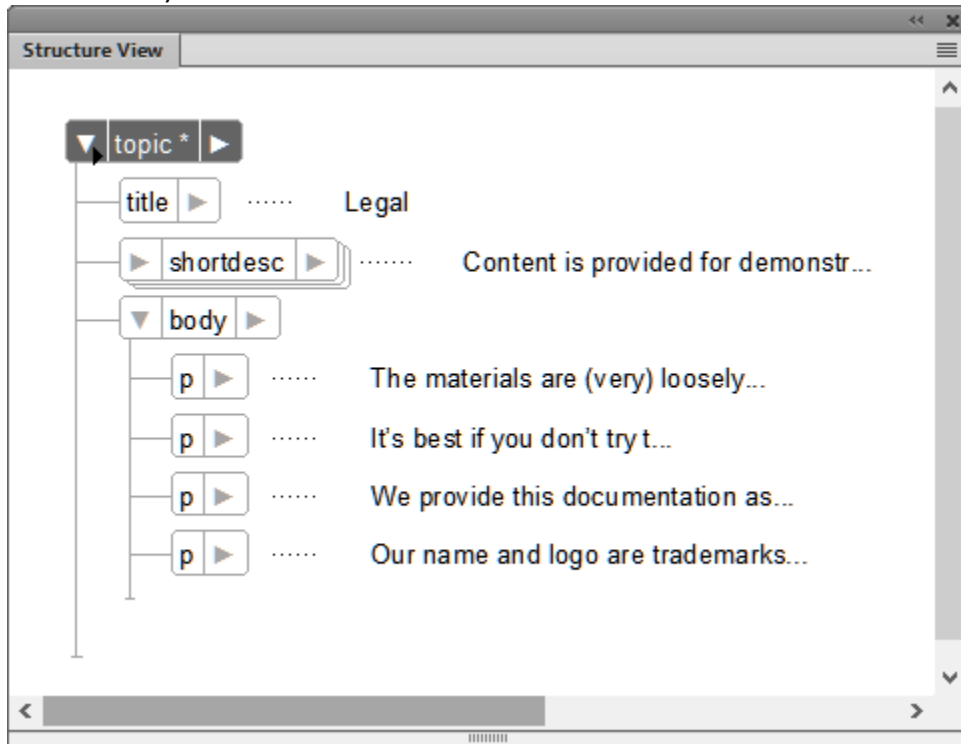 Structure View
topic *
title ...... Legal
shortdesc ....... Content is provided for demonstr...
body
p ...... The materials are (very) loosely...
p ...... It's best if you don't try t...
p ...... We provide this documentation as...
p ...... Our name and logo are trademarks...